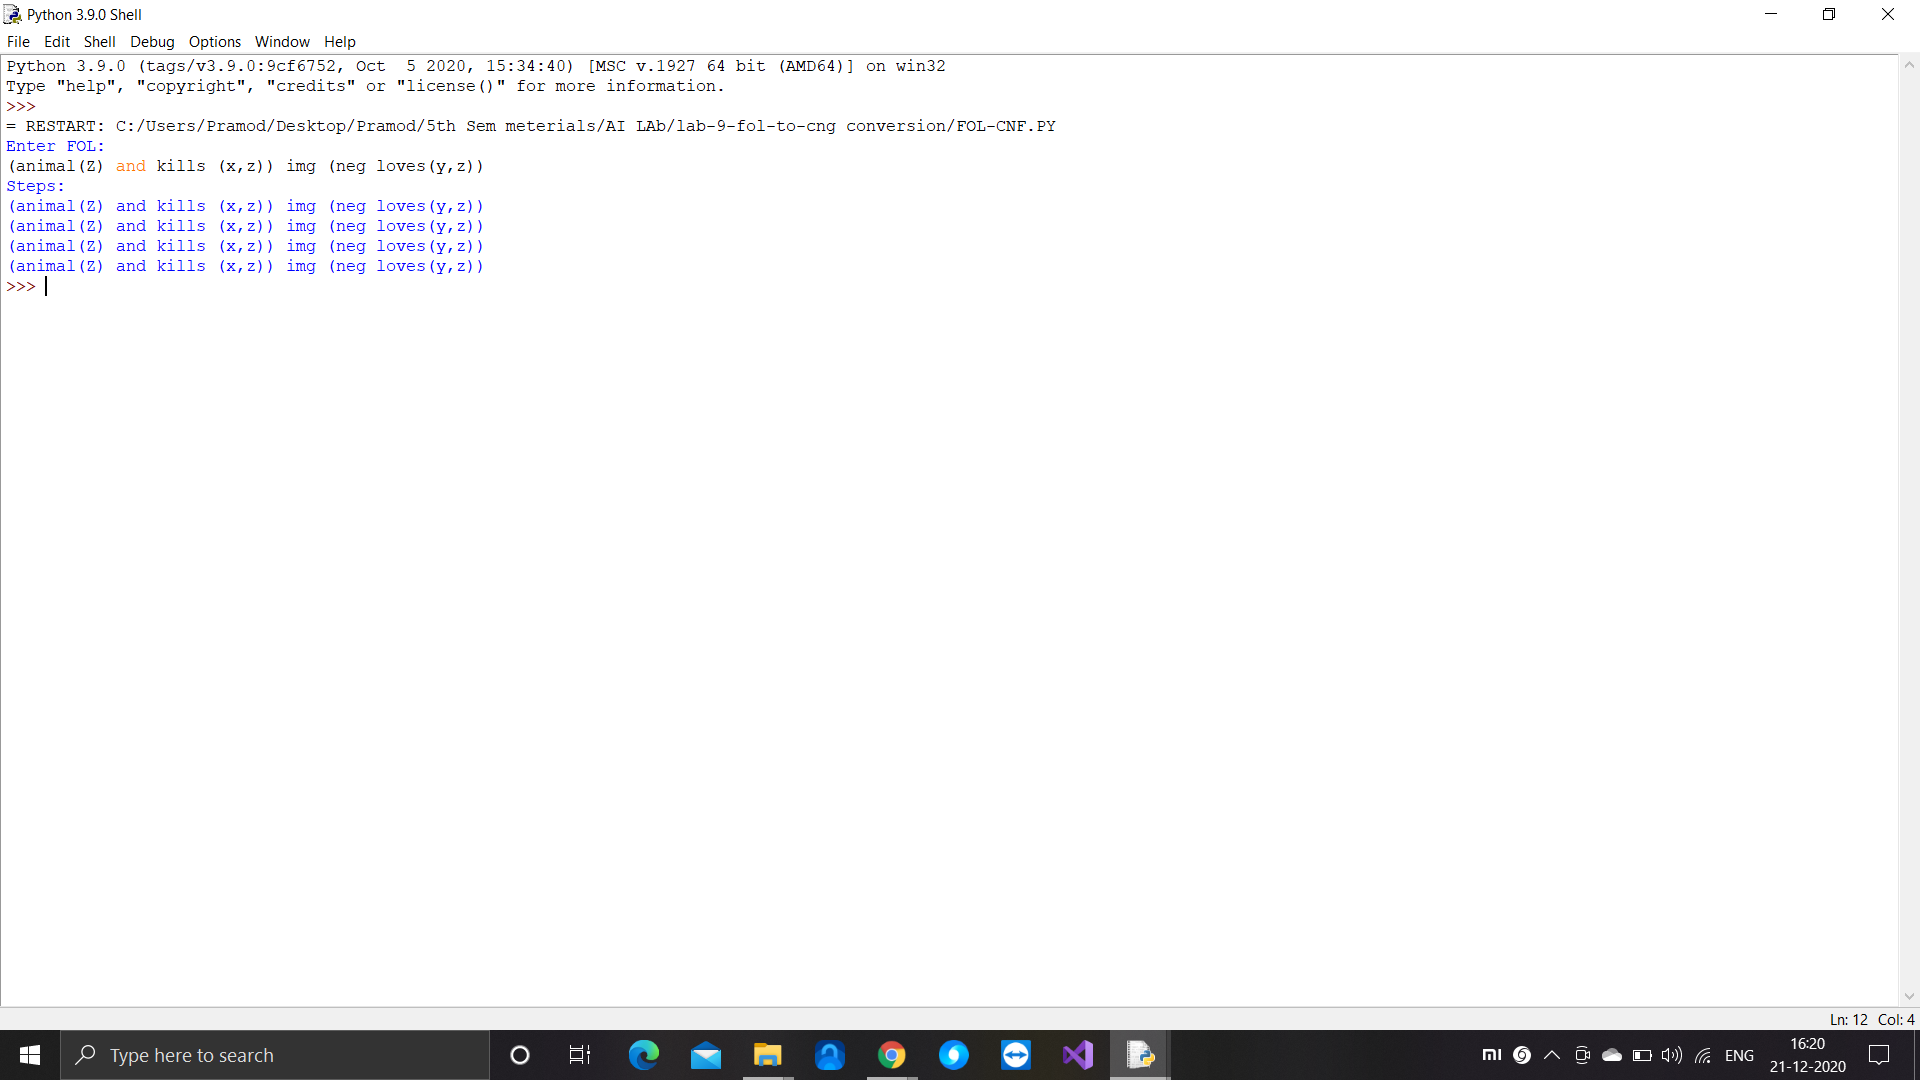 Python 3.9.0 Shell
File Edit Shell Debug Options Window Help
Python 3.9.0 (tags/v3.9.0:9cf6752, Oct  5 2020, 15:34:40) [MSC v.1927 64 bit (AMD64)] on win32
Type "help", "copyright", "credits" or "license()" for more information.
>>>
= RESTART: C:/Users/Pramod/Desktop/Pramod/5th Sem meterials/AI LAb/lab-9-fol-to-cng conversion/FOL-CNF.PY
Enter FOL:
(animal(Z) and kills (x,z)) img (neg loves(y,z))
Steps:
(animal(Z) and kills (x,z)) img (neg loves(y,z))
(animal(Z) and kills (x,z)) img (neg loves(y,z))
(animal(Z) and kills (x,z)) img (neg loves(y,z))
(animal(Z) and kills (x,z)) img (neg loves(y,z))
>>>
Ln: 12 Col: 4
Type here to search
mi
ENG
16:20
21-12-2020